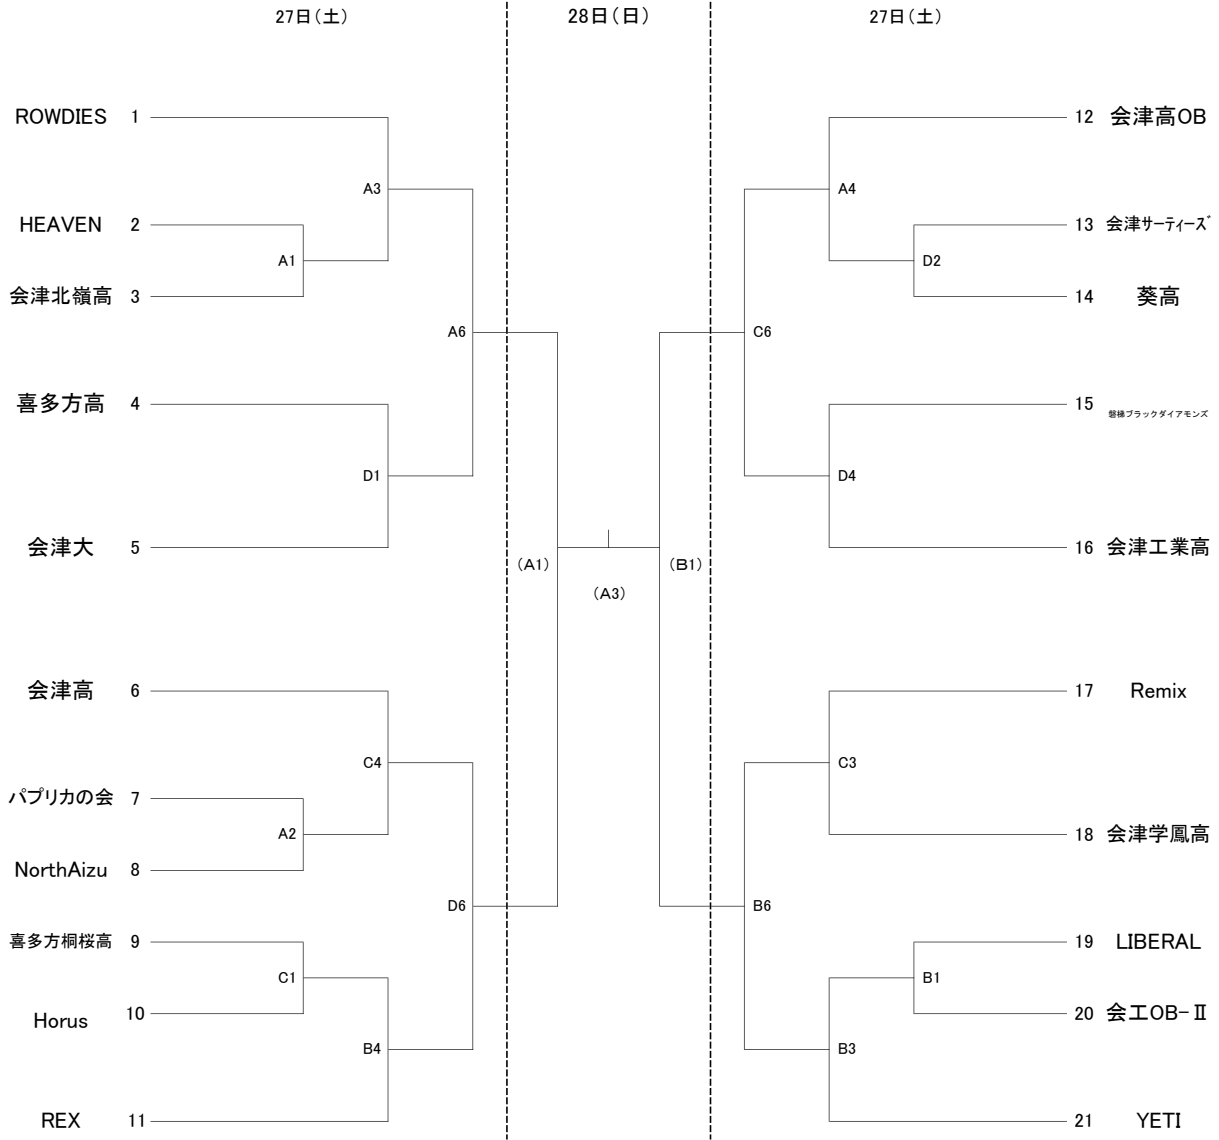 27日(土) 28日(日) 27日(土)
ROWDIES 1 12 会津高OB
A3 A4
HEAVEN 2 13 会津サーティーズ
A1 D2
会津北嶺高 3 14 葵高
A6 C6
喜多方高 4 15 磐梯ブラックダイアモンズ
D1 D4
会津大 5 16 会津工業高
(A1) (B1)
(A3)
会津高 6 17 Remix
C4 C3
パプリカの会 7
A2 18 会津学鳳高
NorthAizu 8
D6 B6
喜多方桐桜高 9 19 LIBERAL
C1 B1
Horus 10 20 会工OB-Ⅱ
B4 B3
REX 11 21 YETI